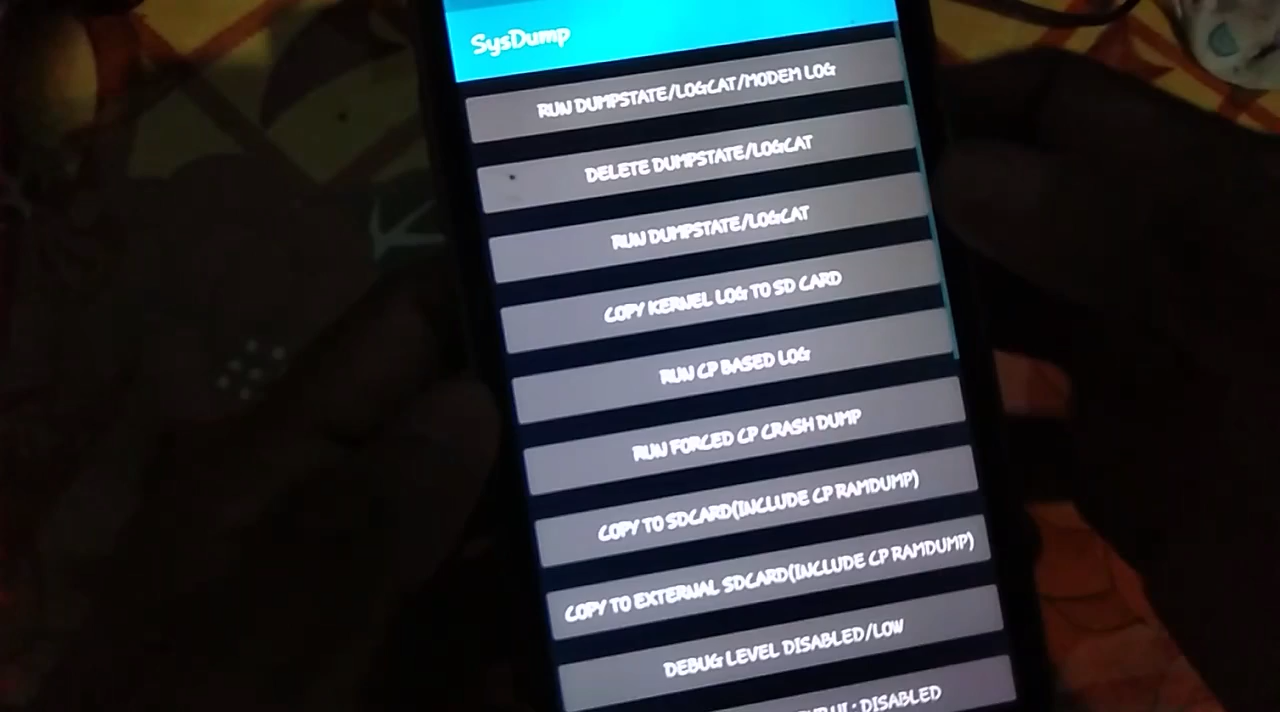 SysDump
RUN DUMPSTATE/LOGCAT/MODEM LOG
DELETE DUMPSTATE/LOGCAT
RUN DUMPSTATE/LOGCAT
COPY KERNEL LOG TO SD CARD
RUN CP BASED LOG
RUN FORCED CP CRASH DUMP
COPY TO SDCARD(INCLUDE CP RAMDUMP)
COPY TO EXTERNAL SDCARD(INCLUDE CP RAMDUMP)
DEBUG LEVEL DISABLED/LOW
: DISABLED